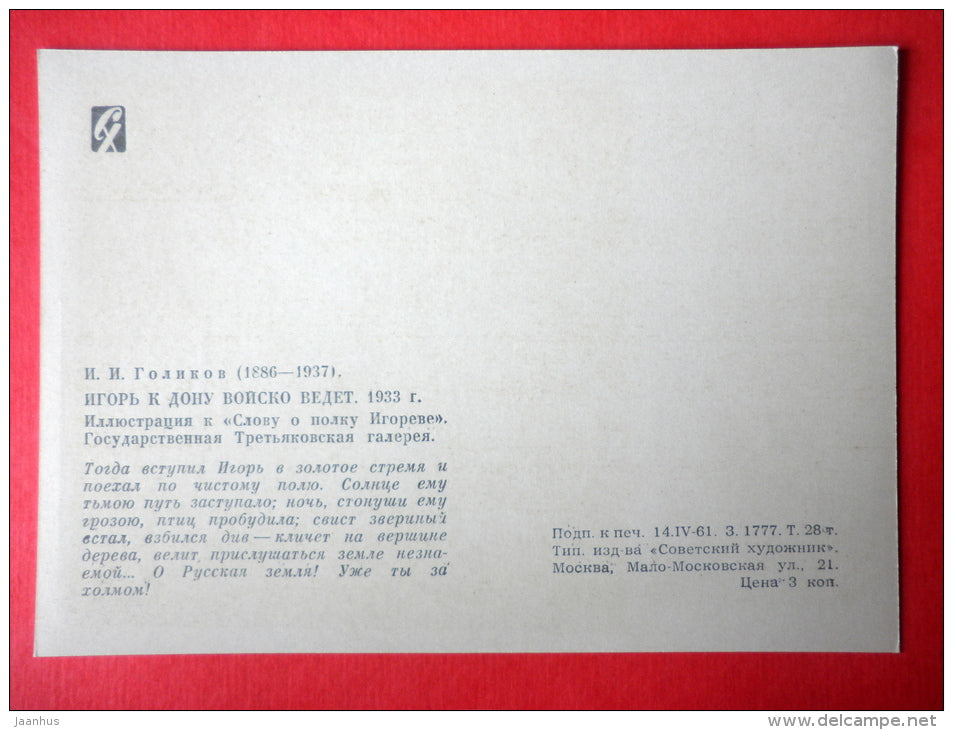 СХ
И. И. Голиков (1886—1937).
ИГОРЬ К ДОНУ ВОЙСКО ВЕДЕТ. 1933 г.
Иллюстрация к «Слову о полку Игореве».
Государственная Третьяковская галерея.
Тогда вступил Игорь в золотое стремя и
поехал по чистому полю. Солнце ему
тьмою путь заступало; ночь, стонущи ему
грозою, птиц пробудила; свист звериный
встал, взбился див — кличет на вершине
дерева, велит прислушаться земле незна-
емой... О Русская земля! Уже ты за
холмом!
Подп. к печ. 14.IV-61. З. 1777. Т. 28 т.
Тип. изд-ва «Советский художник».
Москва, Мало-Московская ул., 21.
Цена 3 коп.
jaanhus
www.delcampe.net